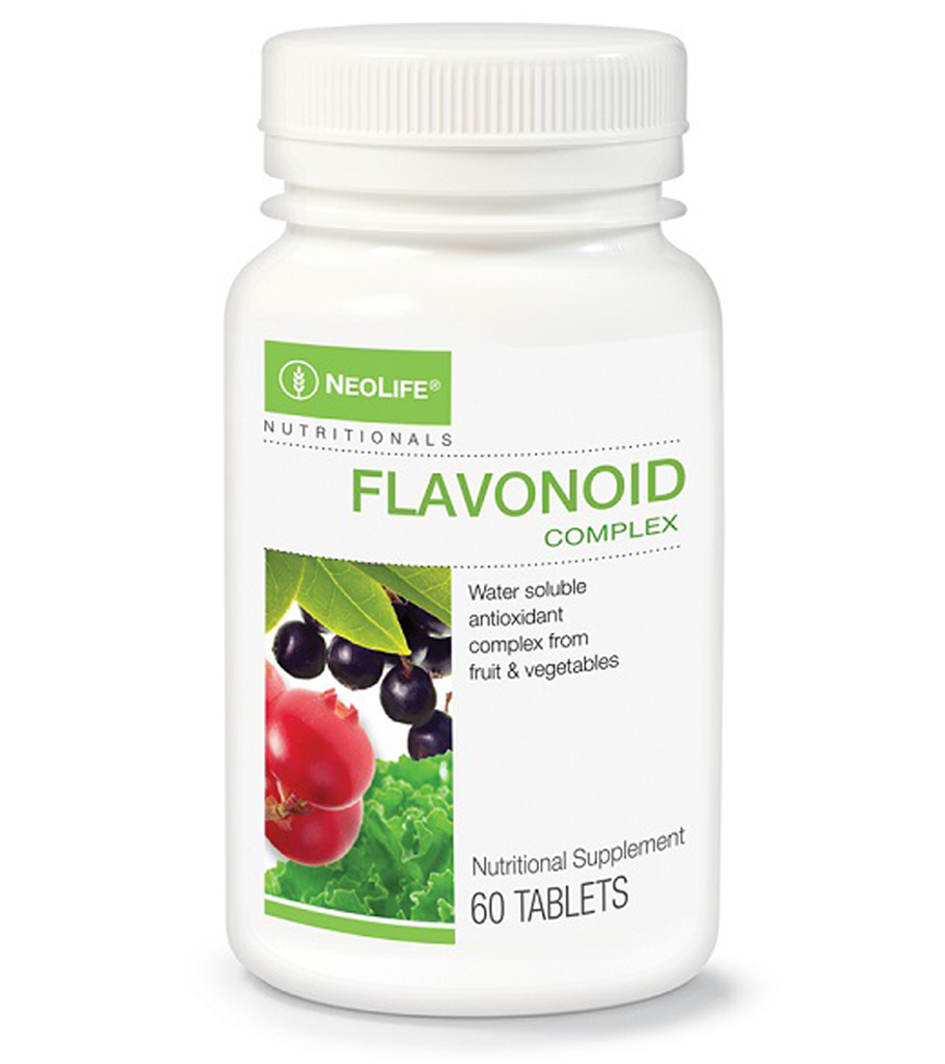 NEOLIFE®
NUTRITIONALS
FLAVONOID
COMPLEX
Water soluble
antioxidant
complex from
fruit & vegetables
Nutritional Supplement
60 TABLETS